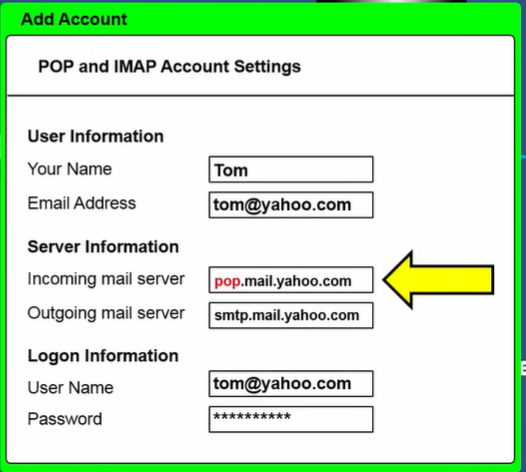 Add Account
POP and IMAP Account Settings
User Information
Your Name Tom
Email Address tom@yahoo.com
Server Information
Incoming mail server pop.mail.yahoo.com
Outgoing mail server smtp.mail.yahoo.com
Logon Information
User Name tom@yahoo.com
Password **********